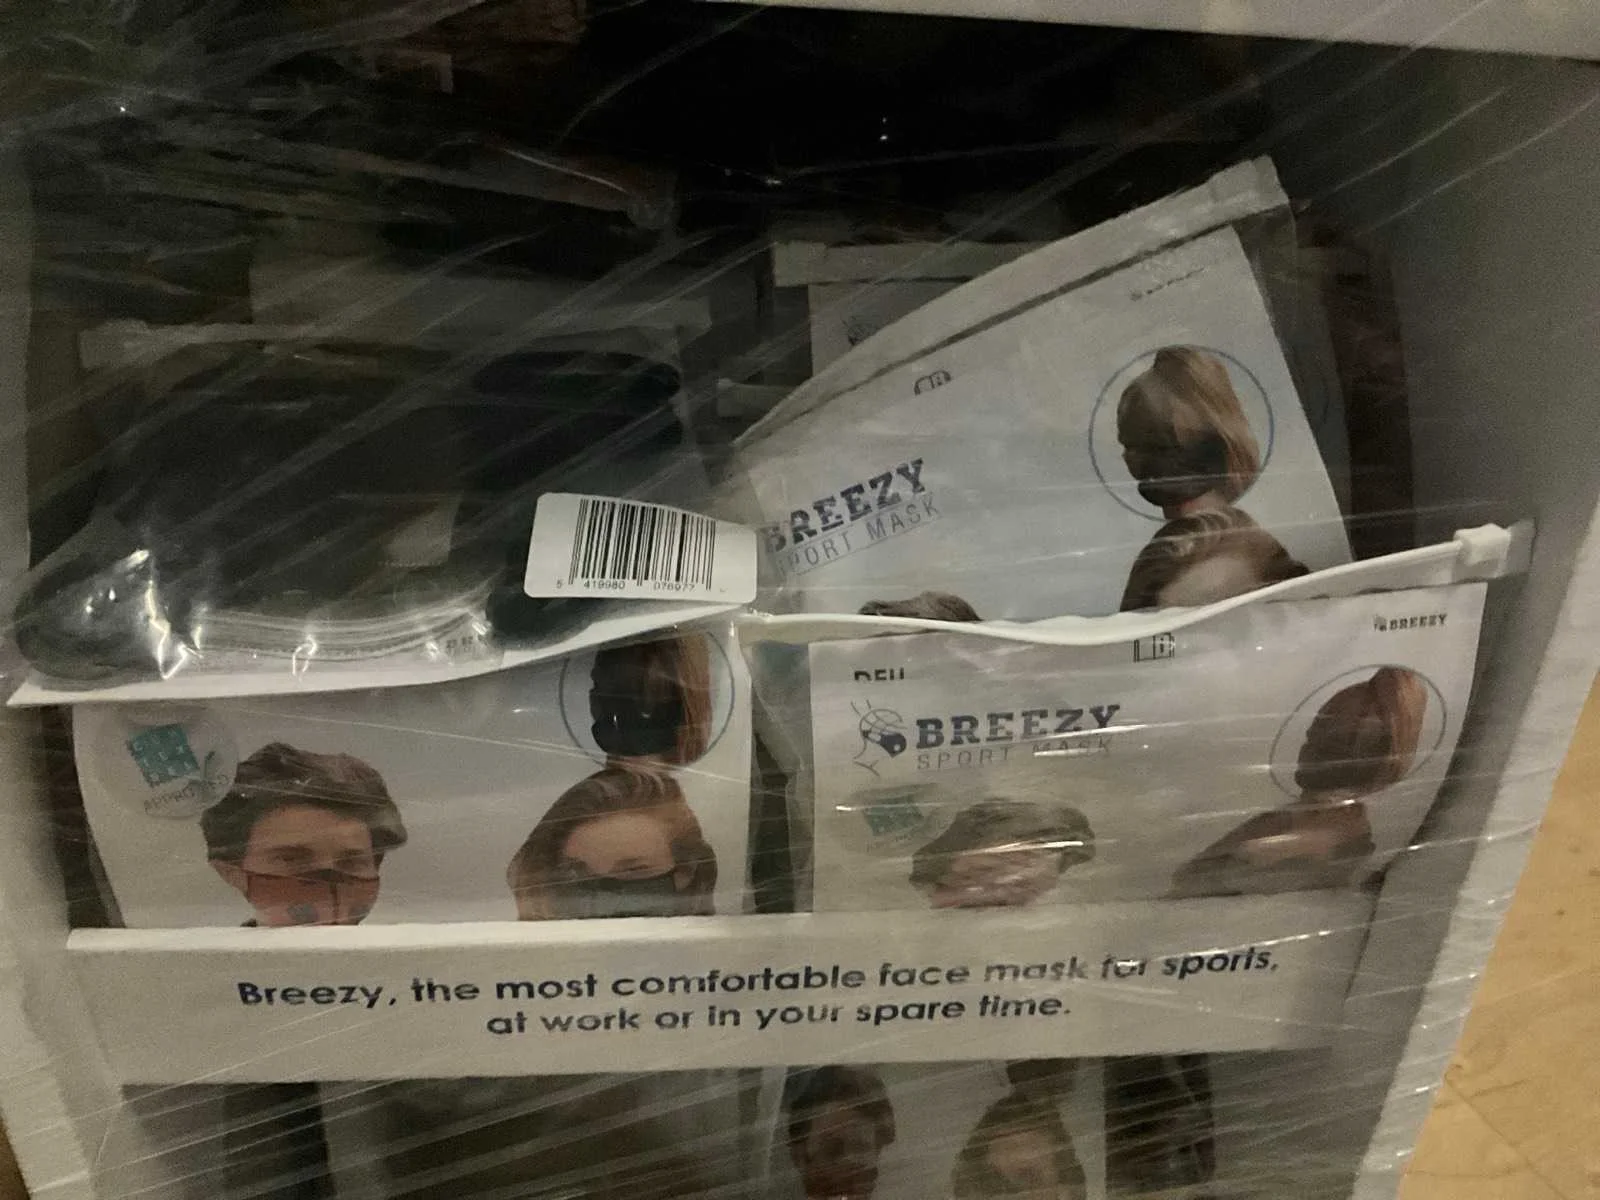 BREEZY
SPORT MASK
5 419980 076977
BREEZY
BREEZY
SPORT MASK
APPROVED
Breezy, the most comfortable face mask for sports,
at work or in your spare time.